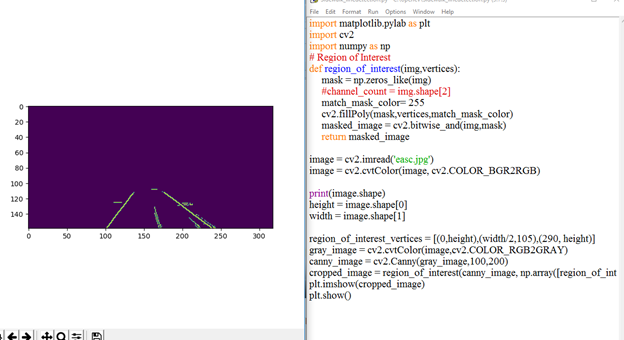 File Edit Format Run Options Window Help
import matplotlib.pylab as plt
import cv2
import numpy as np
# Region of Interest
def region_of_interest(img,vertices):
mask = np.zeros_like(img)
#channel_count = img.shape[2]
match_mask_color= 255
cv2.fillPoly(mask,vertices,match_mask_color)
masked_image = cv2.bitwise_and(img,mask)
return masked_image
image = cv2.imread('easc.jpg')
image = cv2.cvtColor(image, cv2.COLOR_BGR2RGB)
print(image.shape)
height = image.shape[0]
width = image.shape[1]
region_of_interest_vertices = [(0,height),(width/2,105),(290, height)]
gray_image = cv2.cvtColor(image,cv2.COLOR_RGB2GRAY)
canny_image = cv2.Canny(gray_image,100,200)
cropped_image = region_of_interest(canny_image, np.array([region_of_int
plt.imshow(cropped_image)
plt.show()
0
20
40
60
80
100
120
140
0 50 100 150 200 250 300